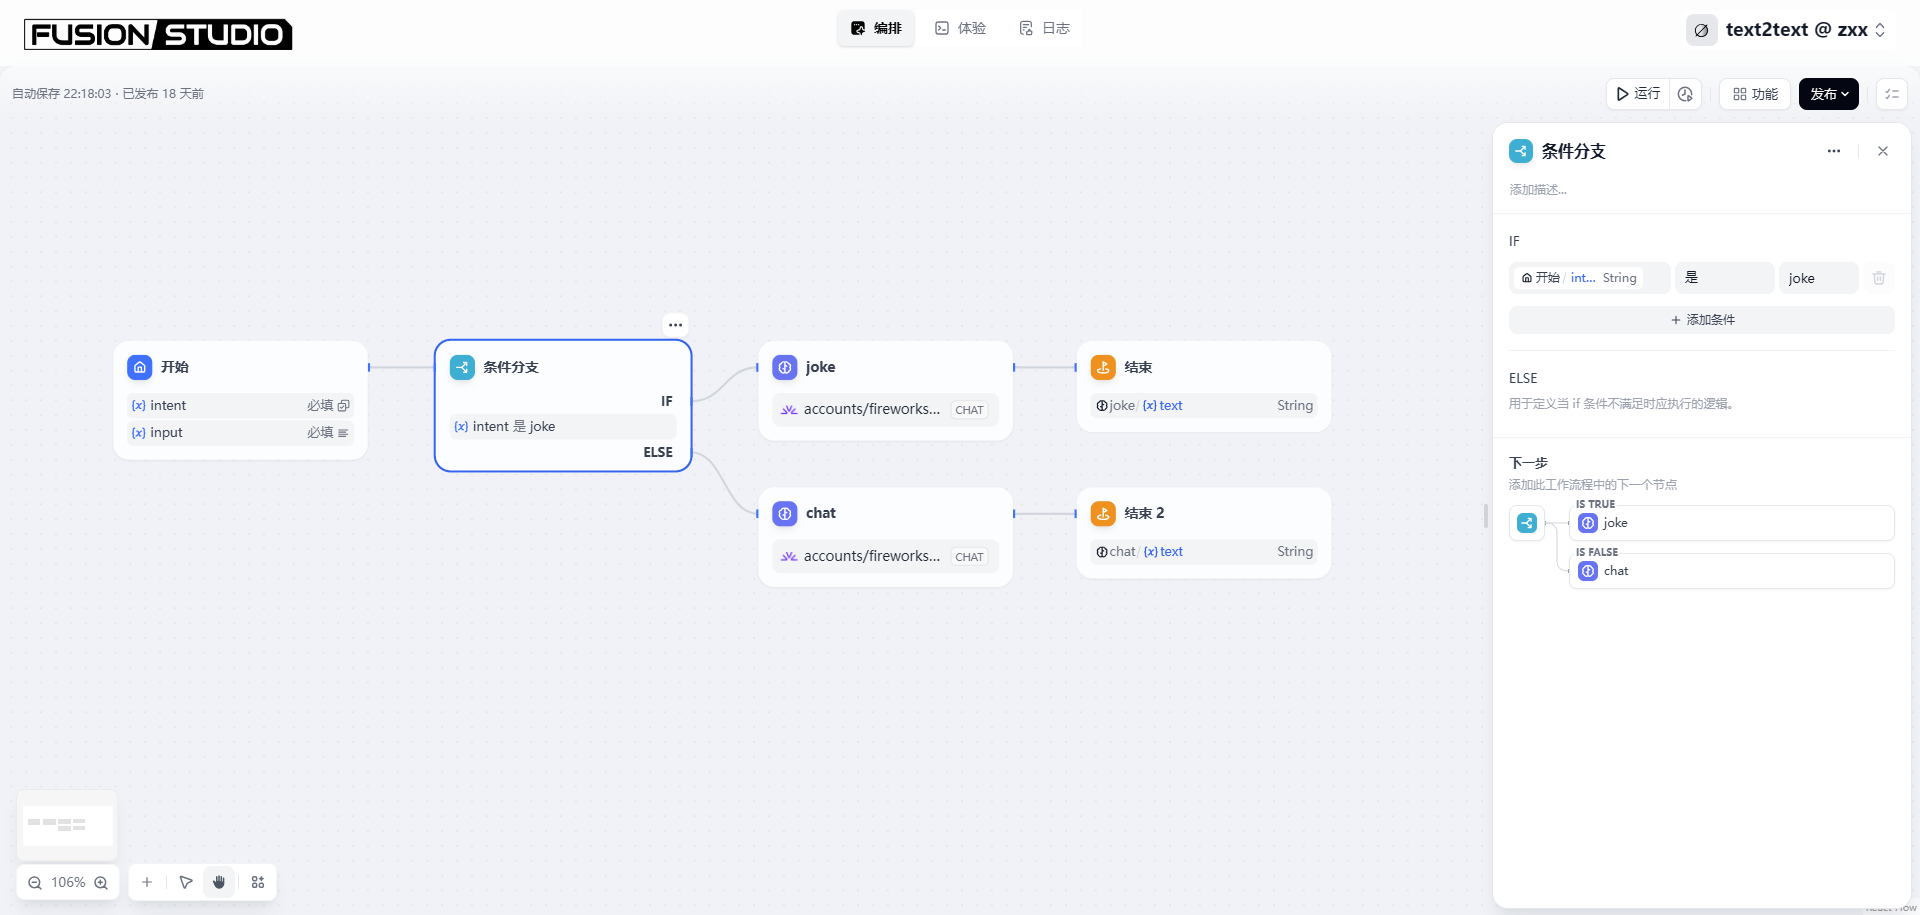 FUSION STUDIO
编排
体验
日志
text2text @ zxx
自动保存 22:18:03 · 已发布 18 天前
运行
功能
发布
开始
{x} intent 必填
{x} input 必填
条件分支
IF
{x} intent 是 joke
ELSE
joke
accounts/fireworks... CHAT
结束
joke/ {x} text String
chat
accounts/fireworks... CHAT
结束 2
chat/ {x} text String
106%
条件分支
添加描述...
IF
开始/ int... String 是 joke
+ 添加条件
ELSE
用于定义当 if 条件不满足时应执行的逻辑。
下一步
添加此工作流程中的下一个节点
IS TRUE
joke
IS FALSE
chat